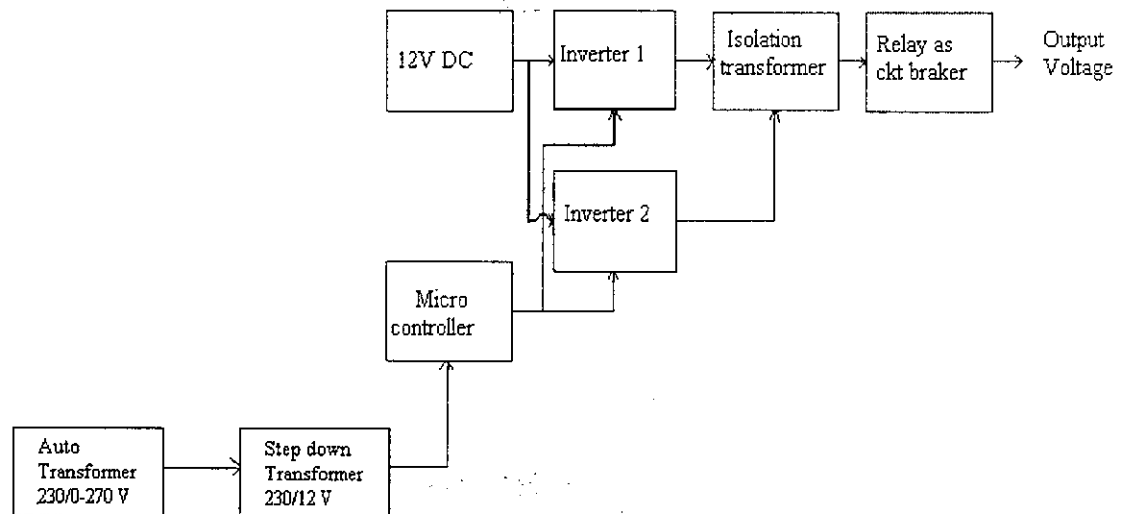 12V DC
Inverter 1
Isolation
transformer
Relay as
ckt braker
Output
Voltage
Inverter 2
Micro
controller
Auto
Transformer
230/0-270 V
Step down
Transformer
230/12 V